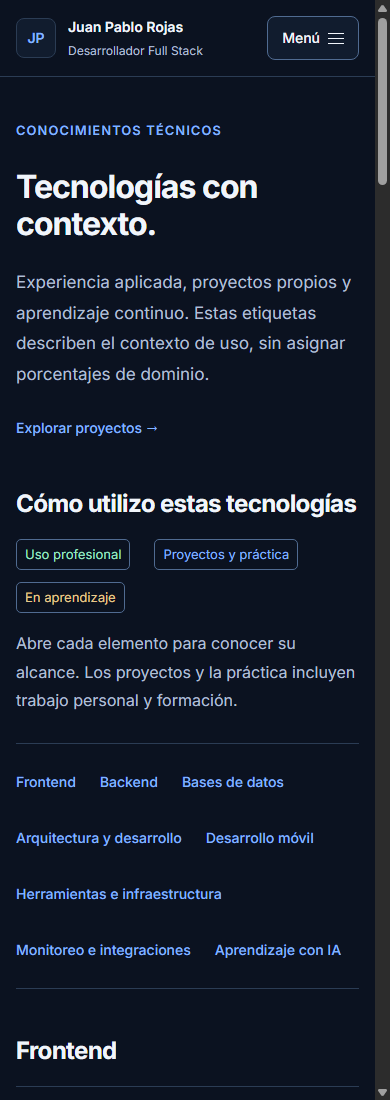 JP
Juan Pablo Rojas
Desarrollador Full Stack
Menú
CONOCIMIENTOS TÉCNICOS
Tecnologías con
contexto.
Experiencia aplicada, proyectos propios y
aprendizaje continuo. Estas etiquetas
describen el contexto de uso, sin asignar
porcentajes de dominio.
Explorar proyectos →
Cómo utilizo estas tecnologías
Uso profesional
Proyectos y práctica
En aprendizaje
Abre cada elemento para conocer su
alcance. Los proyectos y la práctica incluyen
trabajo personal y formación.
Frontend Backend Bases de datos
Arquitectura y desarrollo Desarrollo móvil
Herramientas e infraestructura
Monitoreo e integraciones Aprendizaje con IA
Frontend